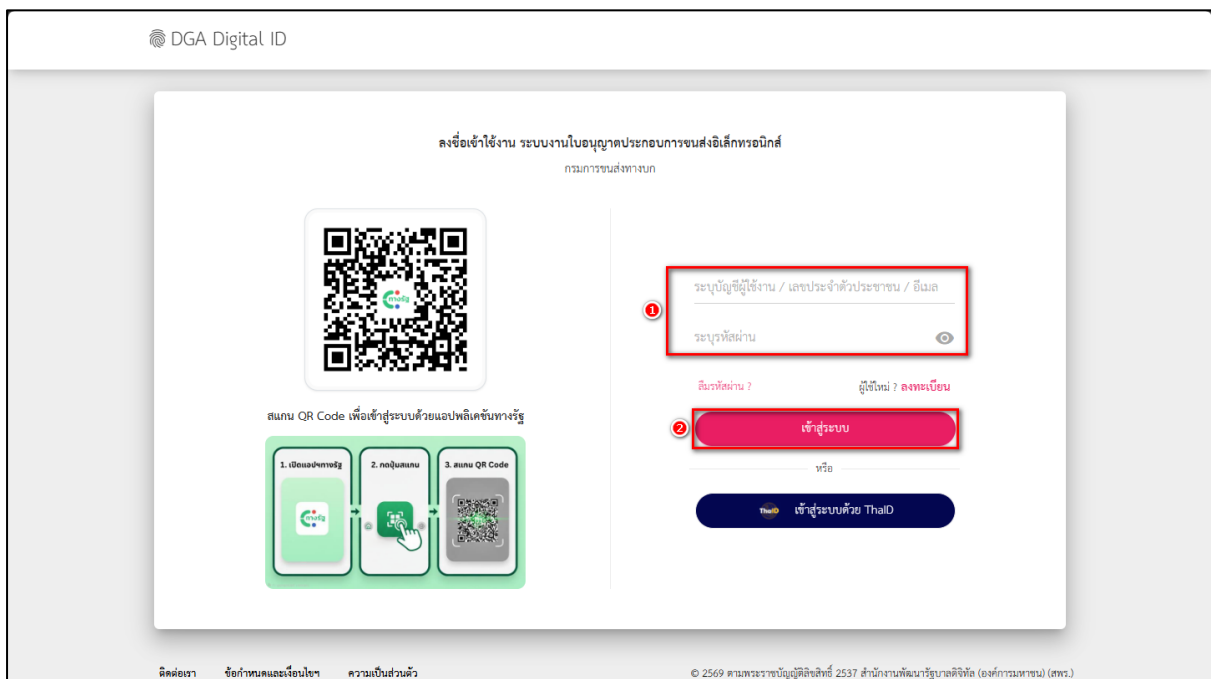 DGA Digital ID
ลงชื่อเข้าใช้งาน ระบบงานใบอนุญาตประกอบการขนส่งอิเล็กทรอนิกส์
กรมการขนส่งทางบก
ทางรัฐ
สแกน QR Code เพื่อเข้าสู่ระบบด้วยแอปพลิเคชันทางรัฐ
1. เปิดแอปฯทางรัฐ
2. กดปุ่มสแกน
3. สแกน QR Code
ทางรัฐ
1
ระบุบัญชีผู้ใช้งาน / เลขประจำตัวประชาชน / อีเมล
ระบุรหัสผ่าน
ลืมรหัสผ่าน ?
ผู้ใช้ใหม่ ? ลงทะเบียน
2
เข้าสู่ระบบ
หรือ
ThaID เข้าสู่ระบบด้วย ThaID
ติดต่อเรา ข้อกำหนดและเงื่อนไขฯ ความเป็นส่วนตัว
© 2569 ตามพระราชบัญญัติลิขสิทธิ์ 2537 สำนักงานพัฒนารัฐบาลดิจิทัล (องค์การมหาชน) (สพร.)